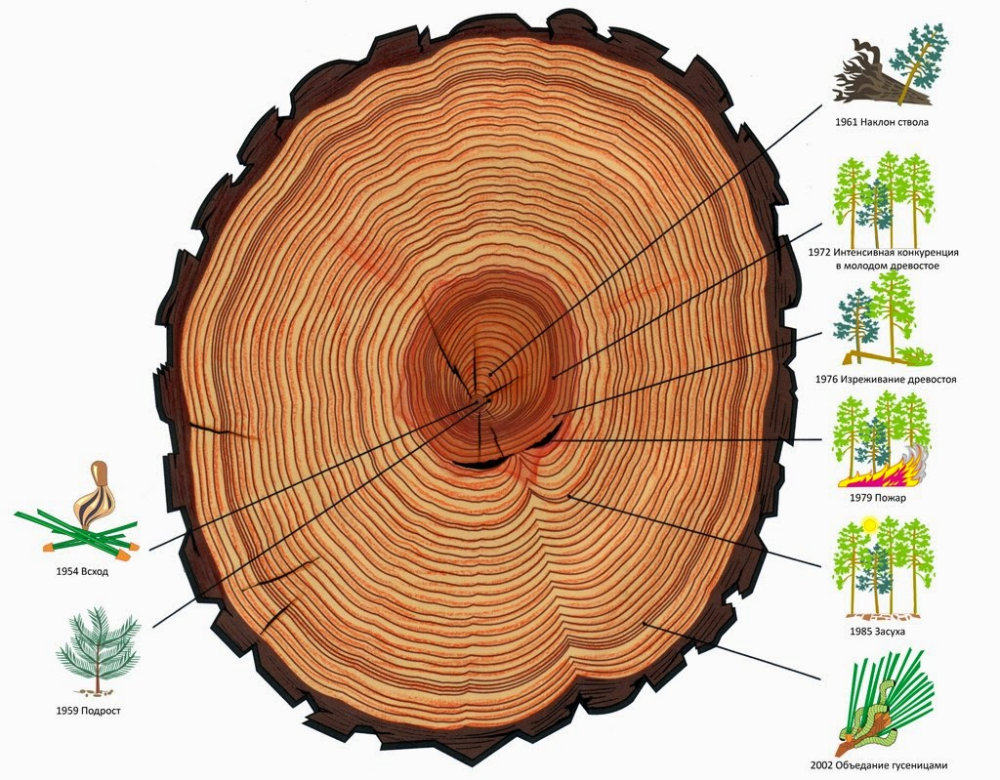 1961 Наклон ствола
1972 Интенсивная конкуренция
в молодом древостое
1976 Изреживание древостоя
1979 Пожар
1985 Засуха
2002 Объедание гусеницами
1954 Всход
1959 Подрост